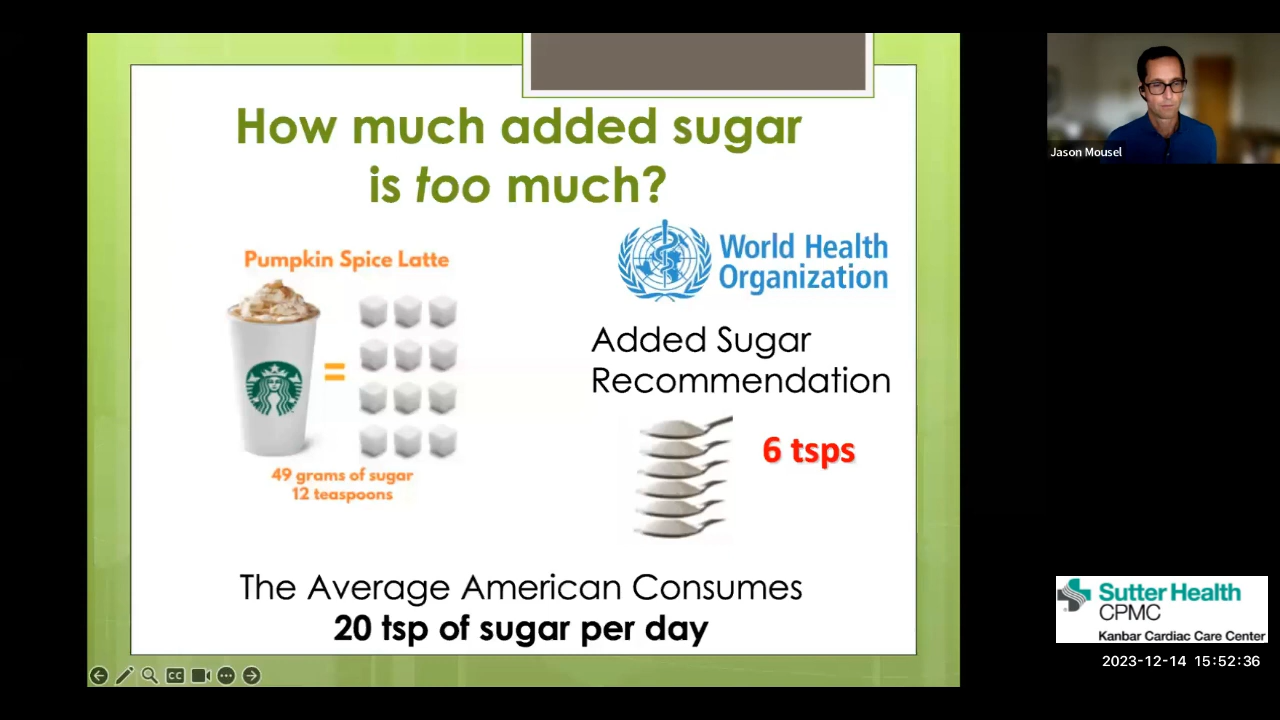 How much added sugar
is too much?
Pumpkin Spice Latte
=
49 grams of sugar
12 teaspoons
World Health
Organization
Added Sugar
Recommendation
6 tsps
The Average American Consumes
20 tsp of sugar per day
CC
Jason Mousel
Sutter Health
CPMC
Kanbar Cardiac Care Center
2023-12-14 15:52:36